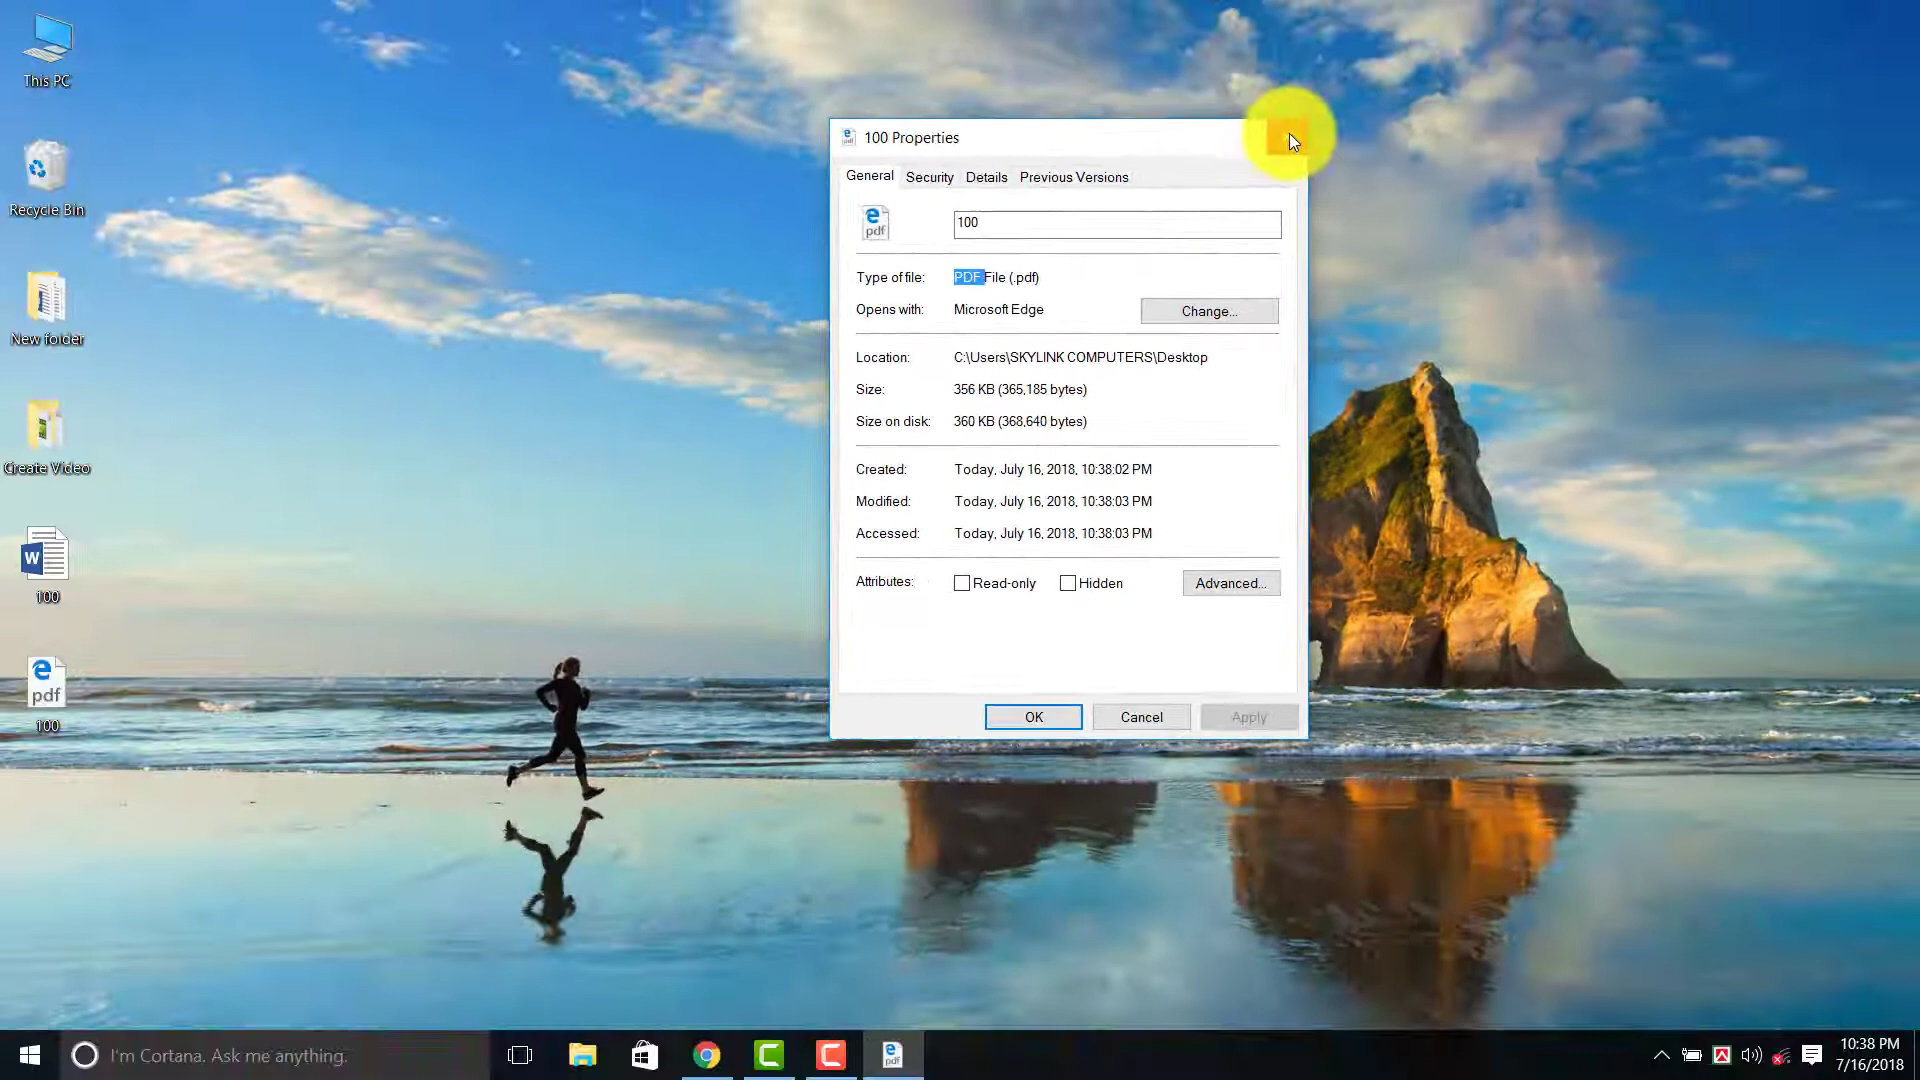 This PC
Recycle Bin
New folder
Create Video
W
100
pdf
100
pdf
100 Properties
General Security Details Previous Versions
pdf
100
Type of file: PDF File (.pdf)
Opens with: Microsoft Edge Change...
Location: C:\Users\SKYLINK COMPUTERS\Desktop
Size: 356 KB (365,185 bytes)
Size on disk: 360 KB (368,640 bytes)
Created: Today, July 16, 2018, 10:38:02 PM
Modified: Today, July 16, 2018, 10:38:03 PM
Accessed: Today, July 16, 2018, 10:38:03 PM
Attributes: Read-only Hidden Advanced...
OK Cancel Apply
I'm Cortana. Ask me anything.
pdf
10:38 PM
7/16/2018